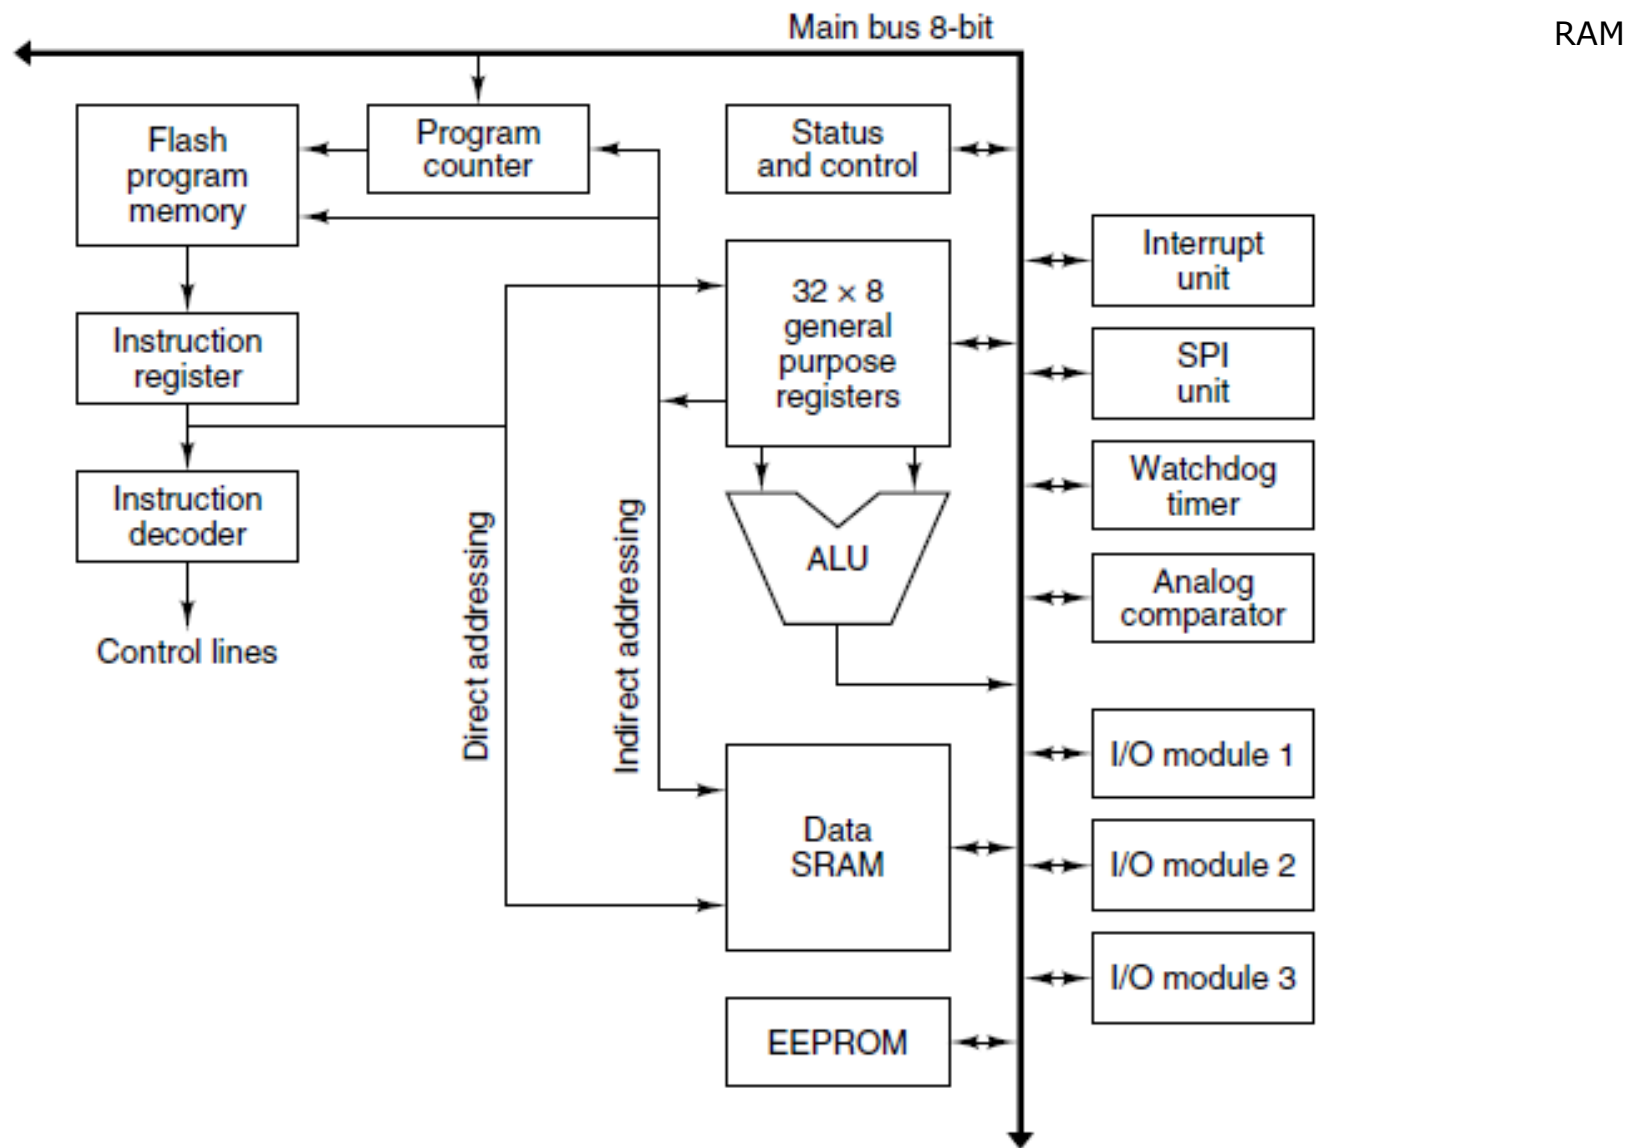 Main bus 8-bit
RAM
Flash
program
memory
Program
counter
Status
and control
Interrupt
unit
32 × 8
general
purpose
registers
Instruction
register
SPI
unit
Watchdog
timer
Instruction
decoder
ALU
Analog
comparator
Control lines
Direct addressing
Indirect addressing
I/O module 1
Data
SRAM
I/O module 2
I/O module 3
EEPROM